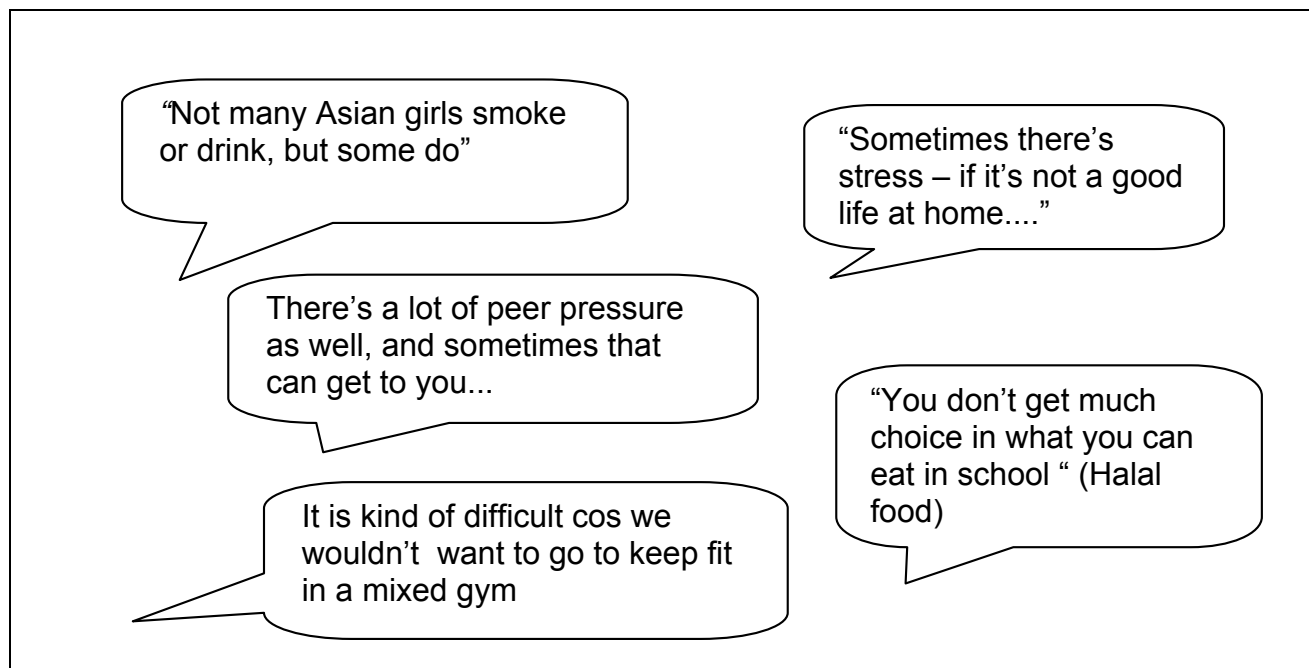 “Not many Asian girls smoke
or drink, but some do”
“Sometimes there’s
stress – if it’s not a good
life at home....”
There’s a lot of peer pressure
as well, and sometimes that
can get to you...
“You don’t get much
choice in what you can
eat in school “ (Halal
food)
It is kind of difficult cos we
wouldn’t  want to go to keep fit
in a mixed gym